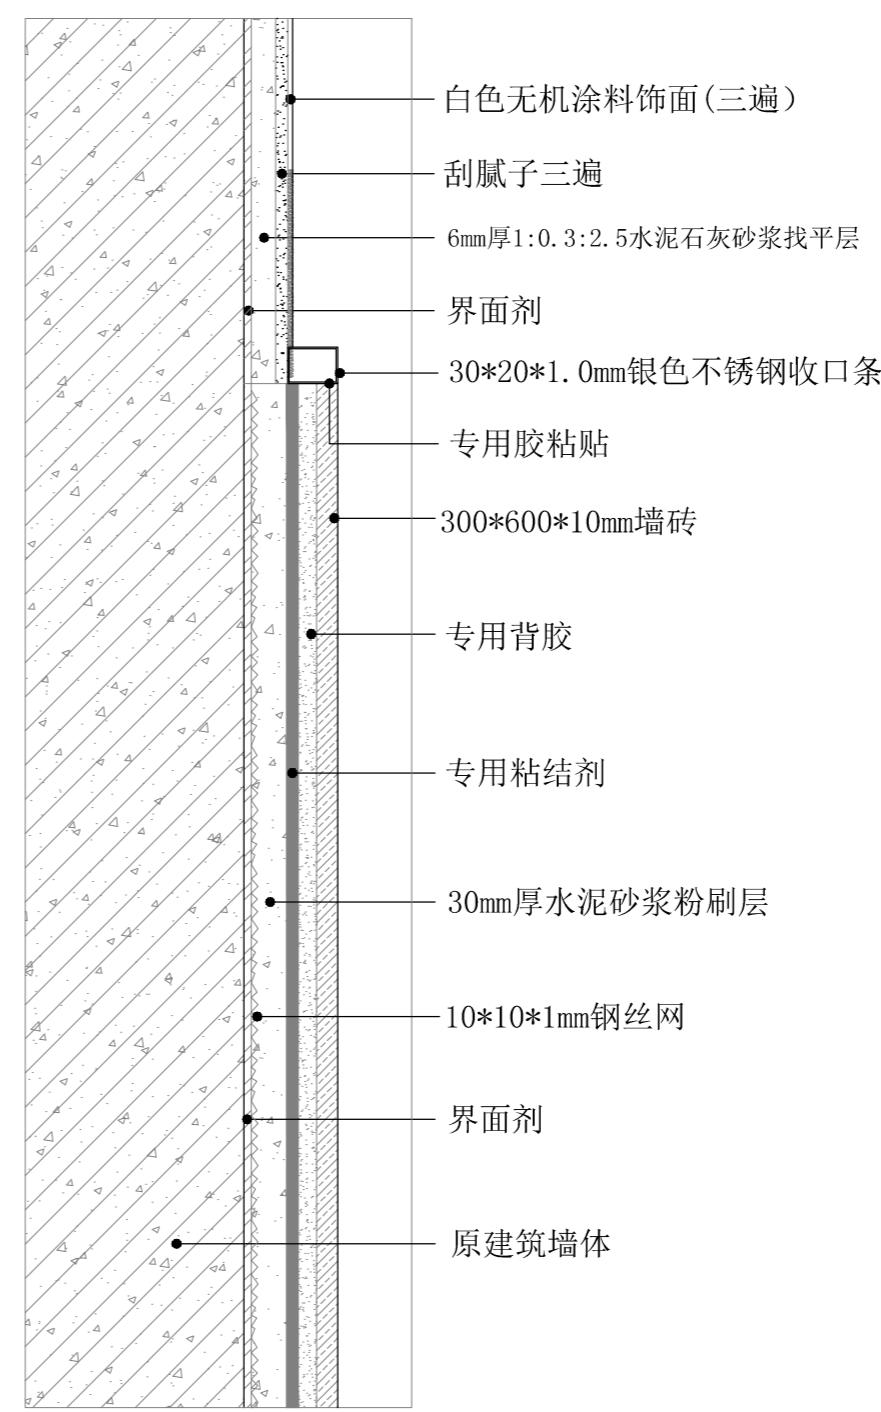 白色无机涂料饰面(三遍）
刮腻子三遍
6mm厚1:0.3:2.5水泥石灰砂浆找平层
界面剂
30*20*1.0mm银色不锈钢收口条
专用胶粘贴
300*600*10mm墙砖
专用背胶
专用粘结剂
30mm厚水泥砂浆粉刷层
10*10*1mm钢丝网
界面剂
原建筑墙体